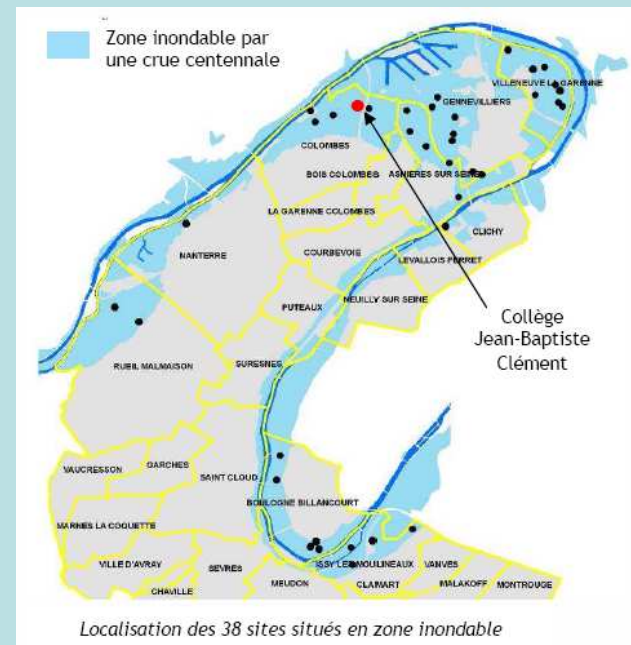 Zone inondable par
une crue centennale
VILLENEUVE LA GARENNE
GENNEVILLIERS
COLOMBES
BOIS COLOMBES
ASNIERES SUR SEINE
LA GARENNE COLOMBES
CLICHY
COURBEVOIE
NANTERRE
LEVALLOIS PERRET
NEUILLY SUR SEINE
PUTEAUX
Collège
Jean-Baptiste
Clément
SURESNES
RUEIL MALMAISON
GARCHES
VAUCRESSON
SAINT CLOUD
BOULOGNE BILLANCOURT
MARNES LA COQUETTE
VILLE D'AVRAY
SEVRES
ISSY LES MOULINEAUX
VANVES
MEUDON
CLAMART
MALAKOFF
MONTROUGE
CHAVILLE
Localisation des 38 sites situés en zone inondable